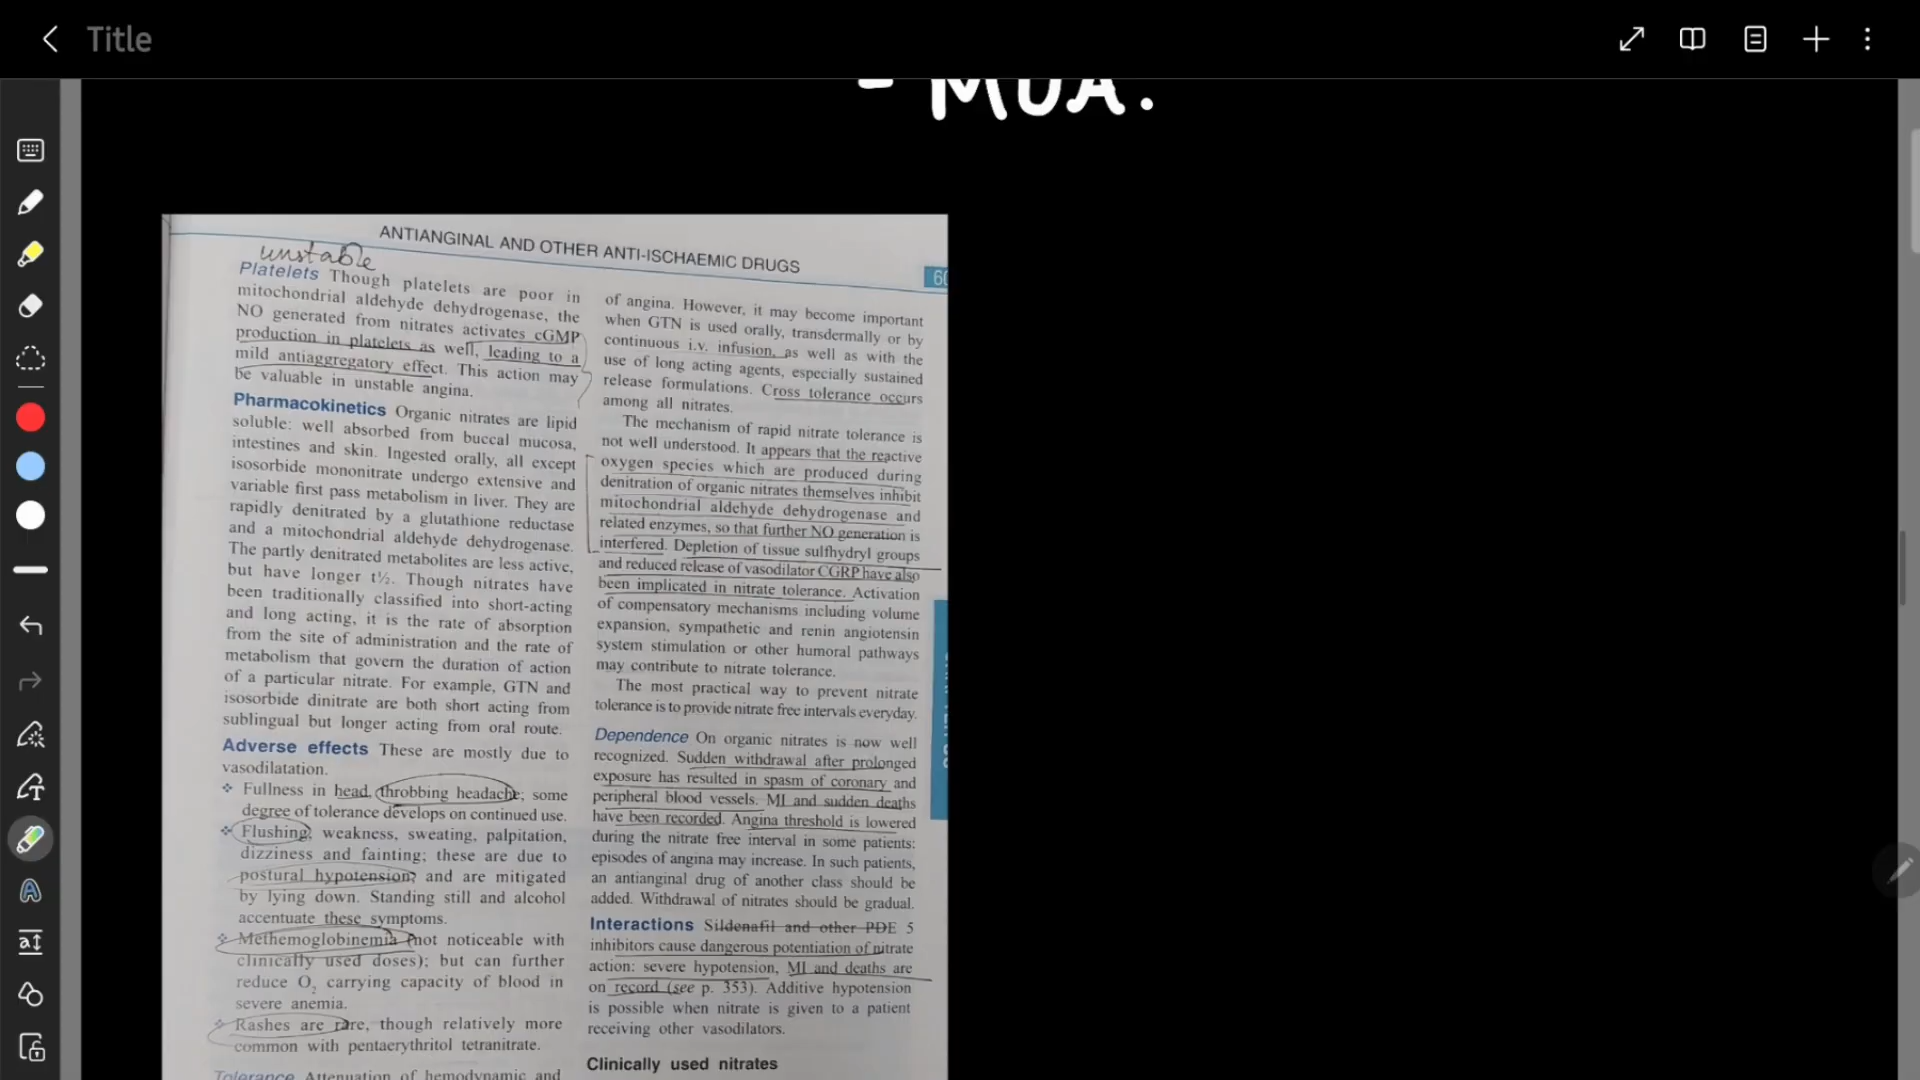 Title
- MOA.
ANTIANGINAL AND OTHER ANTI-ISCHAEMIC DRUGS
60
unstable
Platelets Though platelets are poor in
mitochondrial aldehyde dehydrogenase, the
NO generated from nitrates activates cGMP
production in platelets as well, leading to a
mild antiaggregatory effect. This action may
be valuable in unstable angina.
Pharmacokinetics Organic nitrates are lipid
soluble: well absorbed from buccal mucosa,
intestines and skin. Ingested orally, all except
isosorbide mononitrate undergo extensive and
variable first pass metabolism in liver. They are
rapidly denitrated by a glutathione reductase
and a mitochondrial aldehyde dehydrogenase.
The partly denitrated metabolites are less active,
but have longer t½. Though nitrates have
been traditionally classified into short-acting
and long acting, it is the rate of absorption
from the site of administration and the rate of
metabolism that govern the duration of action
of a particular nitrate. For example, GTN and
isosorbide dinitrate are both short acting from
sublingual but longer acting from oral route.
Adverse effects These are mostly due to
vasodilatation.
❖ Fullness in head, throbbing headache; some
degree of tolerance develops on continued use.
❖ Flushing, weakness, sweating, palpitation,
dizziness and fainting; these are due to
postural hypotension, and are mitigated
by lying down. Standing still and alcohol
accentuate these symptoms.
❖ Methemoglobinemia (not noticeable with
clinically used doses); but can further
reduce O₂ carrying capacity of blood in
severe anemia.
❖ Rashes are rare, though relatively more
common with pentaerythritol tetranitrate.
Tolerance Attenuation of hemodynamic and
of angina. However, it may become important
when GTN is used orally, transdermally or by
continuous i.v. infusion, as well as with the
use of long acting agents, especially sustained
release formulations. Cross tolerance occurs
among all nitrates.
The mechanism of rapid nitrate tolerance is
not well understood. It appears that the reactive
oxygen species which are produced during
denitration of organic nitrates themselves inhibit
mitochondrial aldehyde dehydrogenase and
related enzymes, so that further NO generation is
interfered. Depletion of tissue sulfhydryl groups
and reduced release of vasodilator CGRP have also
been implicated in nitrate tolerance. Activation
of compensatory mechanisms including volume
expansion, sympathetic and renin angiotensin
system stimulation or other humoral pathways
may contribute to nitrate tolerance.
The most practical way to prevent nitrate
tolerance is to provide nitrate free intervals everyday.
Dependence On organic nitrates is now well
recognized. Sudden withdrawal after prolonged
exposure has resulted in spasm of coronary and
peripheral blood vessels. MI and sudden deaths
have been recorded. Angina threshold is lowered
during the nitrate free interval in some patients:
episodes of angina may increase. In such patients,
an antianginal drug of another class should be
added. Withdrawal of nitrates should be gradual.
Interactions Sildenafil and other PDE 5
inhibitors cause dangerous potentiation of nitrate
action: severe hypotension, MI and deaths are
on record (see p. 353). Additive hypotension
is possible when nitrate is given to a patient
receiving other vasodilators.
Clinically used nitrates